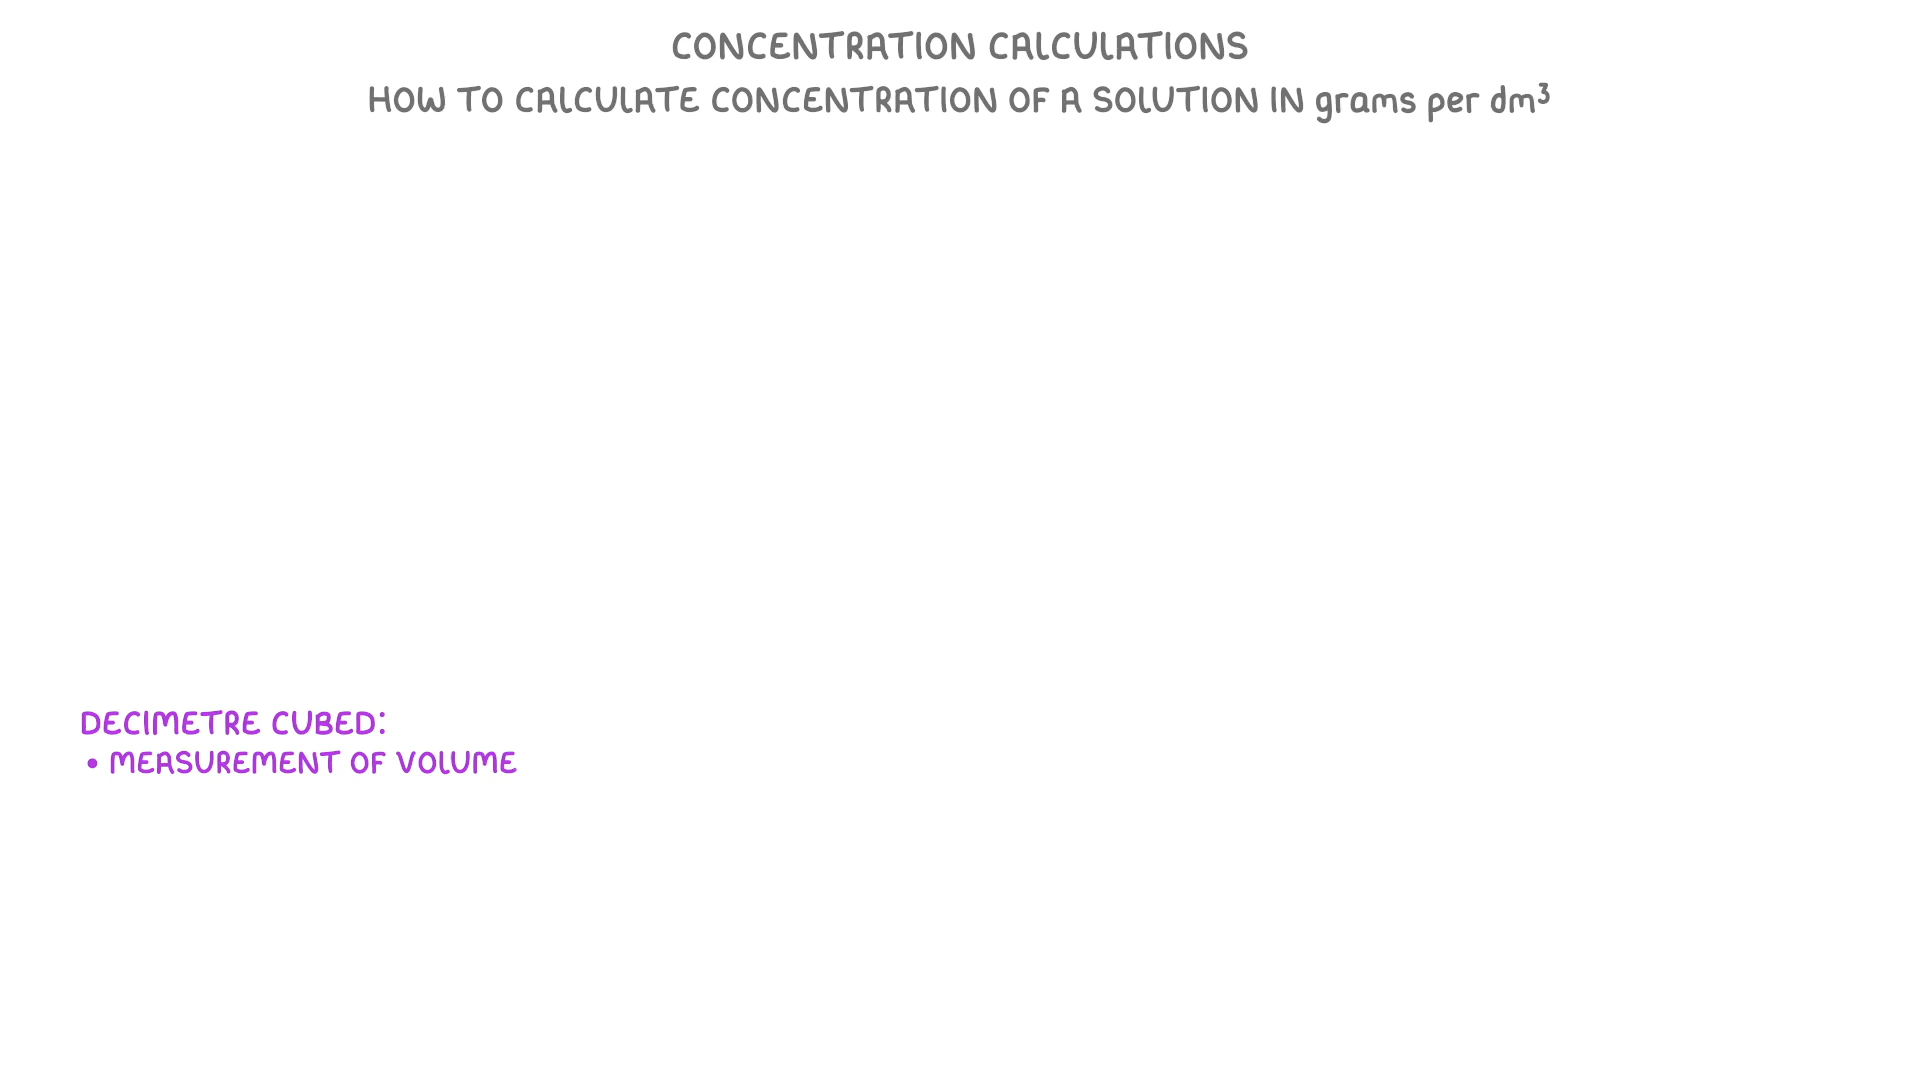 CONCENTRATION CALCULATIONS
HOW TO CALCULATE CONCENTRATION OF A SOLUTION IN grams per dm³
DECIMETRE CUBED:
• MEASUREMENT OF VOLUME